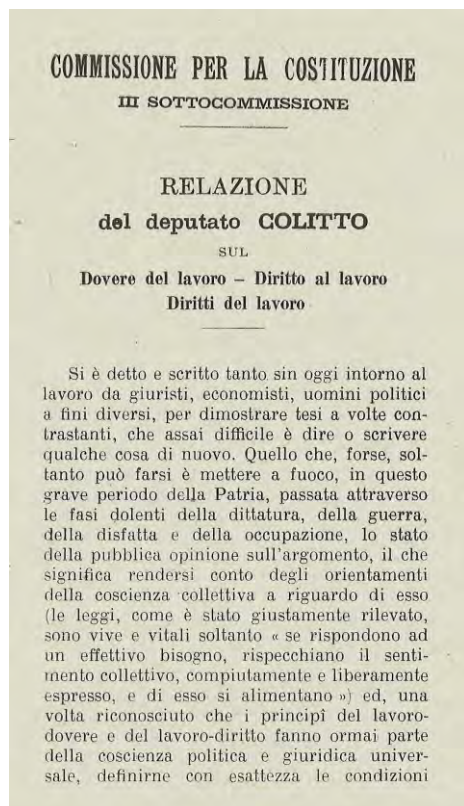 COMMISSIONE PER LA COSTITUZIONE
III SOTTOCOMMISSIONE
RELAZIONE
del deputato COLITTO
SUL
Dovere del lavoro – Diritto al lavoro
Diritti del lavoro
Si è detto e scritto tanto sin oggi intorno al
lavoro da giuristi, economisti, uomini politici
a fini diversi, per dimostrare tesi a volte con-
trastanti, che assai difficile è dire o scrivere
qualche cosa di nuovo. Quello che, forse, sol-
tanto può farsi è mettere a fuoco, in questo
grave periodo della Patria, passata attraverso
le fasi dolenti della dittatura, della guerra,
della disfatta e della occupazione, lo stato
della pubblica opinione sull'argomento, il che
significa rendersi conto degli orientamenti
della coscienza collettiva a riguardo di esso
(le leggi, come è stato giustamente rilevato,
sono vive e vitali soltanto « se rispondono ad
un effettivo bisogno, rispecchiano il senti-
mento collettivo, compiutamente e liberamente
espresso, e di esso si alimentano ») ed, una
volta riconosciuto che i principî del lavoro-
dovere e del lavoro-diritto fanno ormai parte
della coscienza politica e giuridica univer-
sale, definirne con esattezza le condizioni